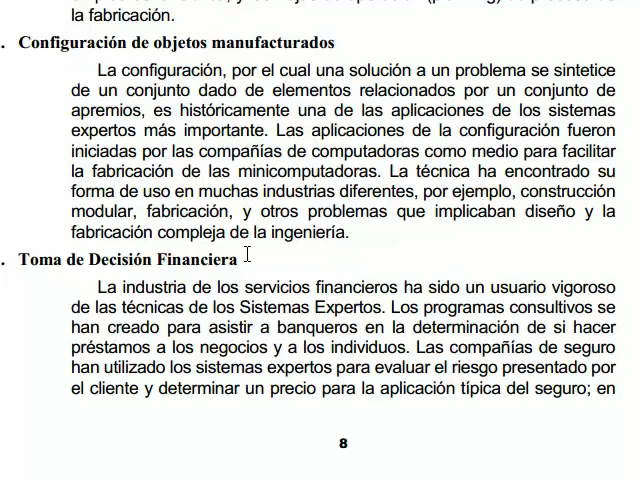 la fabricación.
. Configuración de objetos manufacturados
La configuración, por el cual una solución a un problema se sintetice
de un conjunto dado de elementos relacionados por un conjunto de
apremios, es históricamente una de las aplicaciones de los sistemas
expertos más importante. Las aplicaciones de la configuración fueron
iniciadas por las compañías de computadoras como medio para facilitar
la fabricación de las minicomputadoras. La técnica ha encontrado su
forma de uso en muchas industrias diferentes, por ejemplo, construcción
modular, fabricación, y otros problemas que implicaban diseño y la
fabricación compleja de la ingeniería.
. Toma de Decisión Financiera
La industria de los servicios financieros ha sido un usuario vigoroso
de las técnicas de los Sistemas Expertos. Los programas consultivos se
han creado para asistir a banqueros en la determinación de si hacer
préstamos a los negocios y a los individuos. Las compañías de seguro
han utilizado los sistemas expertos para evaluar el riesgo presentado por
el cliente y determinar un precio para la aplicación típica del seguro; en
8